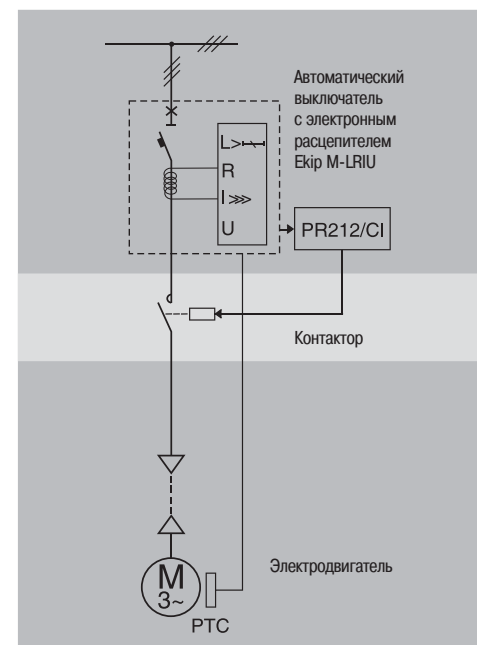 Автоматический
выключатель
с электронным
расцепителем
Ekip M-LRIU
L>
R
I >>>
U
PR212/CI
Контактор
Электродвигатель
M
3~
PTC